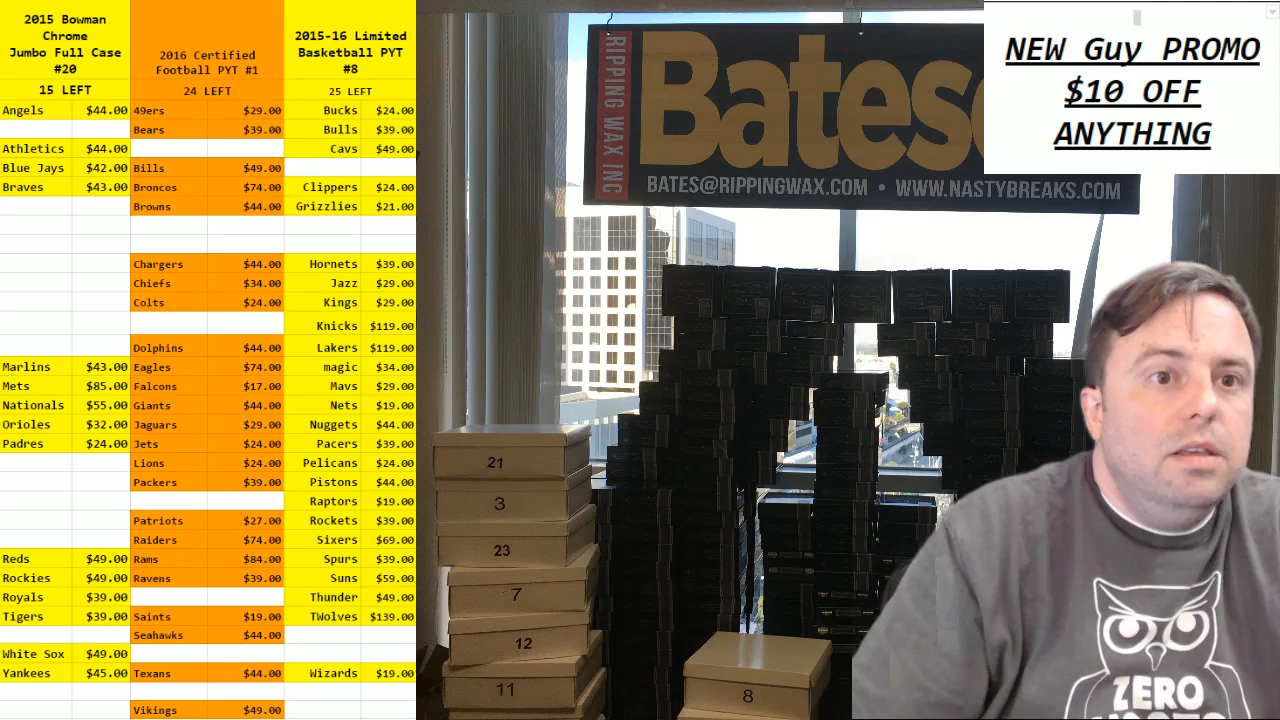 2015 Bowman
Chrome
Jumbo Full Case
#20
15 LEFT
Angels $44.00
Athletics $44.00
Blue Jays $42.00
Braves $43.00
Marlins $43.00
Mets $85.00
Nationals $55.00
Orioles $32.00
Padres $24.00
Reds $49.00
Rockies $49.00
Royals $39.00
Tigers $39.00
White Sox $49.00
Yankees $45.00
2016 Certified
Football PYT #1
24 LEFT
49ers $29.00
Bears $39.00
Bills $49.00
Broncos $74.00
Browns $44.00
Chargers $44.00
Chiefs $34.00
Colts $24.00
Dolphins $44.00
Eagles $74.00
Falcons $17.00
Giants $44.00
Jaguars $29.00
Jets $24.00
Lions $24.00
Packers $39.00
Patriots $27.00
Raiders $74.00
Rams $84.00
Ravens $39.00
Saints $19.00
Seahawks $44.00
Texans $44.00
Vikings $49.00
2015-16 Limited
Basketball PYT
#8
25 LEFT
Bucks $24.00
Bulls $39.00
Cavs $49.00
Clippers $24.00
Grizzlies $21.00
Hornets $39.00
Jazz $29.00
Kings $29.00
Knicks $119.00
Lakers $119.00
magic $34.00
Mavs $29.00
Nets $19.00
Nuggets $44.00
Pacers $39.00
Pelicans $24.00
Pistons $44.00
Raptors $19.00
Rockets $39.00
Sixers $69.00
Spurs $39.00
Suns $59.00
Thunder $49.00
TWolves $139.00
Wizards $19.00
RIPPING WAX INC
Bates
BATES@RIPPINGWAX.COM • WWW.NASTYBREAKS.COM
NEW Guy PROMO
$10 OFF
ANYTHING
21
3
23
7
12
11
8
ZERO